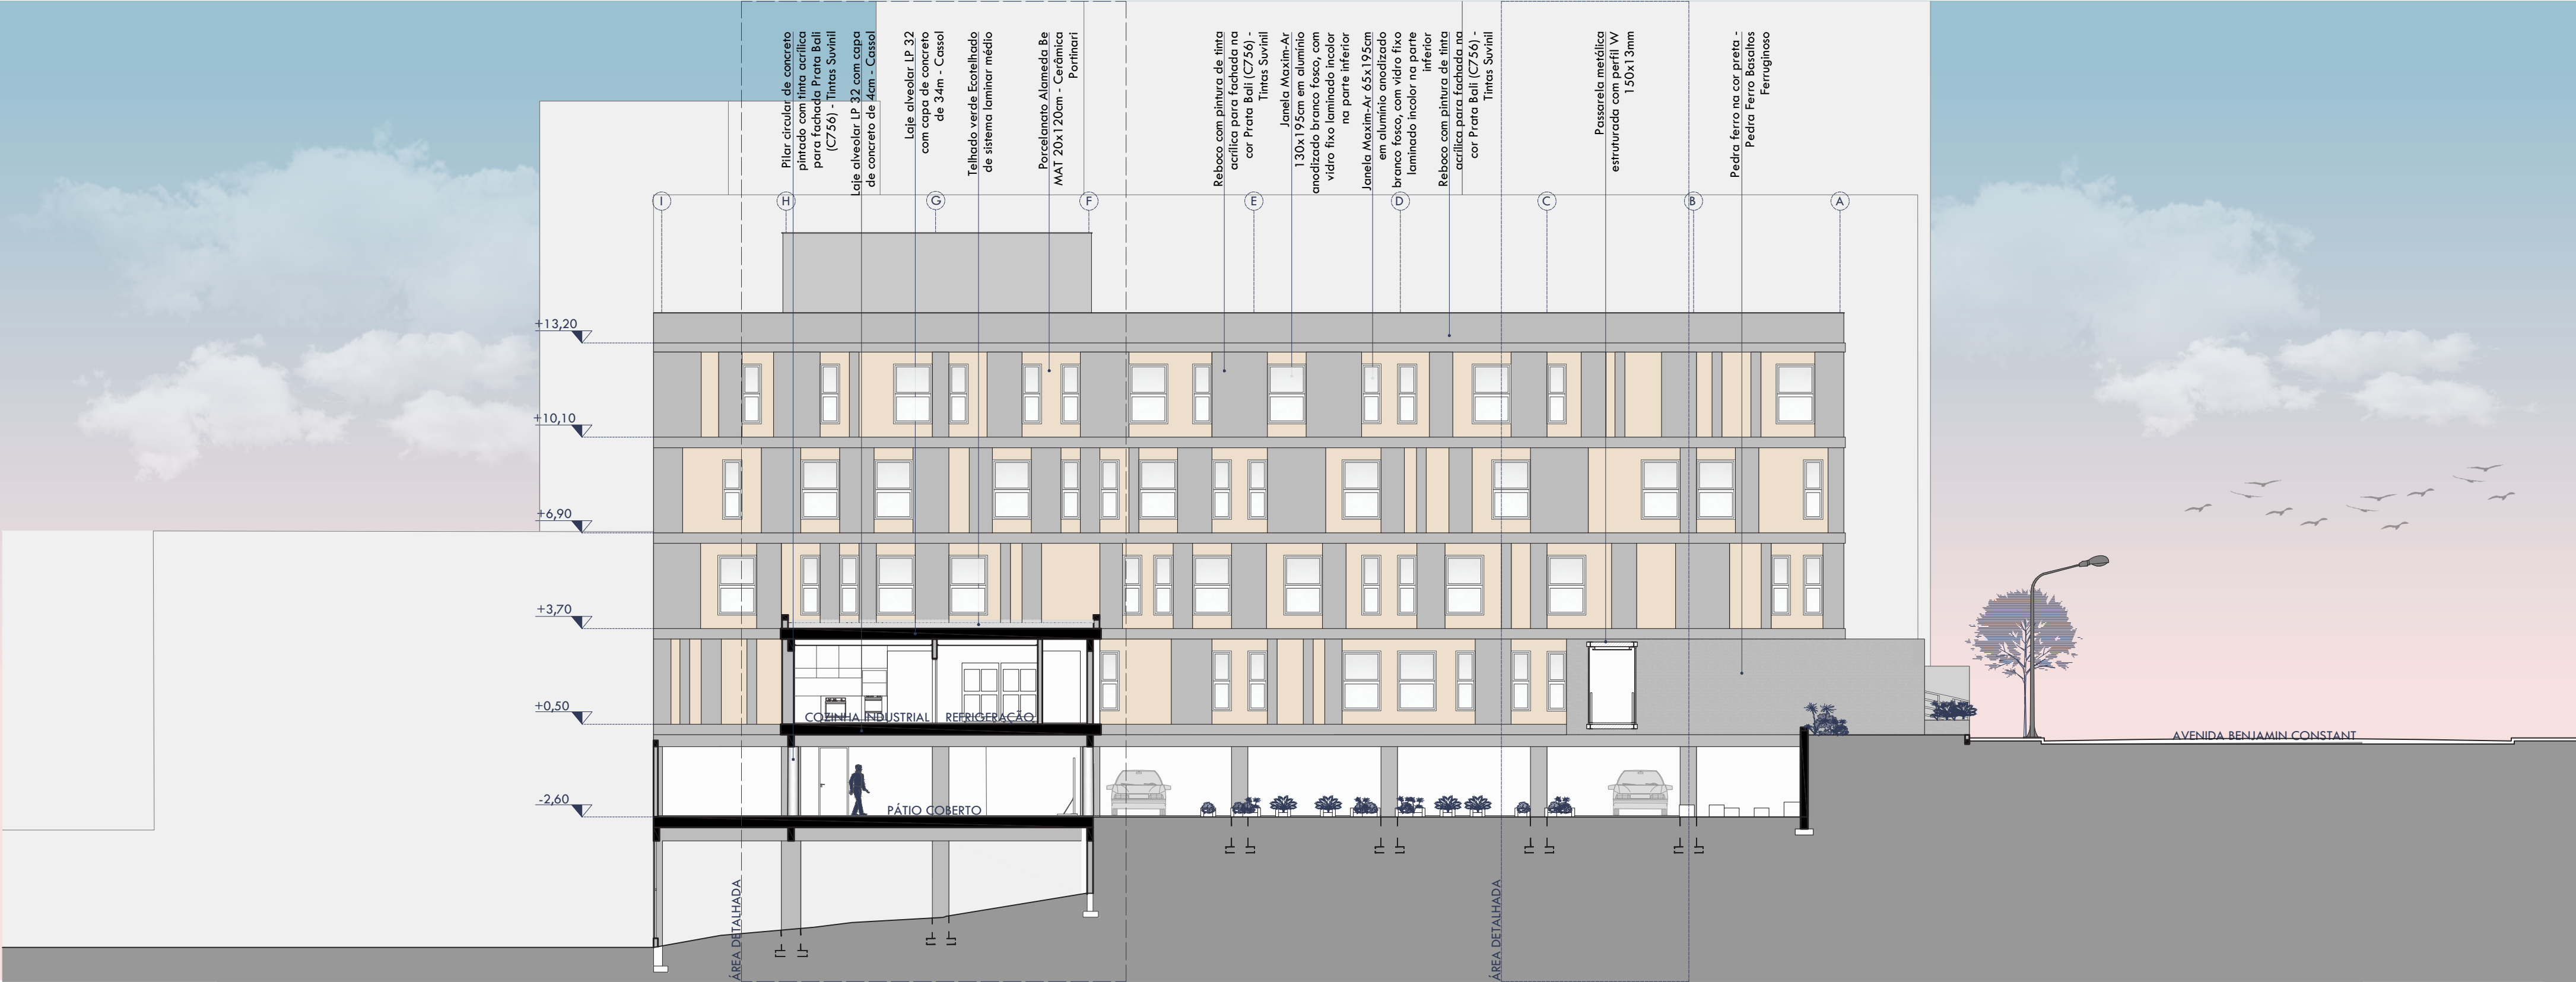 Pilar circular de concreto
pintado com tinta acrílica
para fachada Prata Bali
(C756) - Tintas Suvinil
Laje alveolar LP 32 com capa
de concreto de 4cm - Cassol
Laje alveolar LP 32
com capa de concreto
de 34m - Cassol
Telhado verde Ecotelhado
de sistema laminar médio
Porcelanato Alameda Be
MAT 20x120cm - Cerâmica
Portinari
Reboco com pintura de tinta
acrílica para fachada na
cor Prata Bali (C756) -
Tintas Suvinil
Janela Maxim-Ar
130x195cm em alumínio
anodizado branco fosco, com
vidro fixo laminado incolor
na parte inferior
Janela Maxim-Ar 65x195cm
em alumínio anodizado
branco fosco, com vidro fixo
laminado incolor na parte
inferior
Reboco com pintura de tinta
acrílica para fachada na
cor Prata Bali (C756) -
Tintas Suvinil
Passarela metálica
estruturada com perfil W
150x13mm
Pedra ferro na cor preta -
Pedra Ferro Basaltos
Ferruginoso
I
H
G
F
E
D
C
B
A
+13,20
+10,10
+6,90
+3,70
+0,50
-2,60
COZINHA INDUSTRIAL
REFRIGERAÇÃO
PÁTIO COBERTO
AVENIDA BENJAMIN CONSTANT
ÁREA DETALHADA
ÁREA DETALHADA